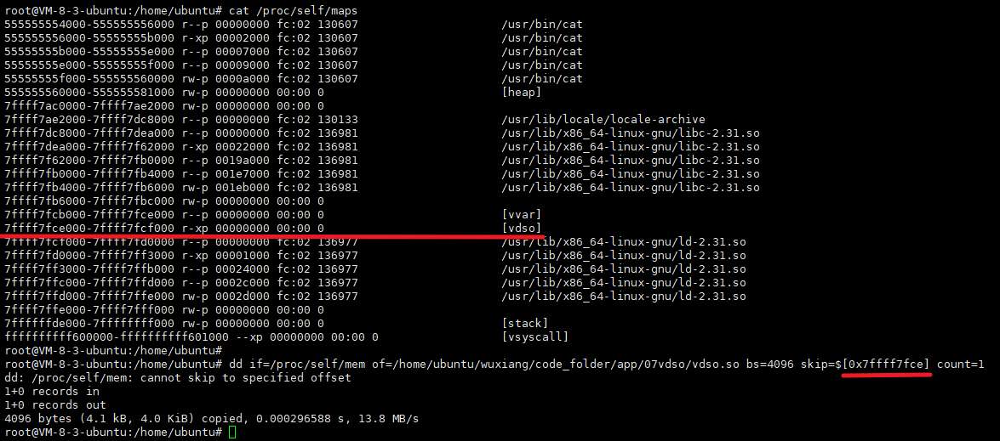 root@VM-8-3-ubuntu:/home/ubuntu# cat /proc/self/maps
555555554000-555555556000 r--p 00000000 fc:02 130607 /usr/bin/cat
555555556000-55555555b000 r-xp 00002000 fc:02 130607 /usr/bin/cat
55555555b000-55555555e000 r--p 00007000 fc:02 130607 /usr/bin/cat
55555555e000-55555555f000 r--p 00009000 fc:02 130607 /usr/bin/cat
55555555f000-555555560000 rw-p 0000a000 fc:02 130607 /usr/bin/cat
555555560000-555555581000 rw-p 00000000 00:00 0 [heap]
7ffff7ac0000-7ffff7ae2000 rw-p 00000000 00:00 0
7ffff7ae2000-7ffff7dc8000 r--p 00000000 fc:02 130133 /usr/lib/locale/locale-archive
7ffff7dc8000-7ffff7dea000 r--p 00000000 fc:02 136981 /usr/lib/x86_64-linux-gnu/libc-2.31.so
7ffff7dea000-7ffff7f62000 r-xp 00022000 fc:02 136981 /usr/lib/x86_64-linux-gnu/libc-2.31.so
7ffff7f62000-7ffff7fb0000 r--p 0019a000 fc:02 136981 /usr/lib/x86_64-linux-gnu/libc-2.31.so
7ffff7fb0000-7ffff7fb4000 r--p 001e7000 fc:02 136981 /usr/lib/x86_64-linux-gnu/libc-2.31.so
7ffff7fb4000-7ffff7fb6000 rw-p 001eb000 fc:02 136981 /usr/lib/x86_64-linux-gnu/libc-2.31.so
7ffff7fb6000-7ffff7fbc000 rw-p 00000000 00:00 0
7ffff7fcb000-7ffff7fce000 r--p 00000000 00:00 0 [vvar]
7ffff7fce000-7ffff7fcf000 r-xp 00000000 00:00 0 [vdso]
7ffff7fcf000-7ffff7fd0000 r--p 00000000 fc:02 136977 /usr/lib/x86_64-linux-gnu/ld-2.31.so
7ffff7fd0000-7ffff7ff3000 r-xp 00001000 fc:02 136977 /usr/lib/x86_64-linux-gnu/ld-2.31.so
7ffff7ff3000-7ffff7ffb000 r--p 00024000 fc:02 136977 /usr/lib/x86_64-linux-gnu/ld-2.31.so
7ffff7ffc000-7ffff7ffd000 r--p 0002c000 fc:02 136977 /usr/lib/x86_64-linux-gnu/ld-2.31.so
7ffff7ffd000-7ffff7ffe000 rw-p 0002d000 fc:02 136977 /usr/lib/x86_64-linux-gnu/ld-2.31.so
7ffff7ffe000-7ffff7fff000 rw-p 00000000 00:00 0
7ffffffde000-7ffffffff000 rw-p 00000000 00:00 0 [stack]
ffffffffff600000-ffffffffff601000 --xp 00000000 00:00 0 [vsyscall]
root@VM-8-3-ubuntu:/home/ubuntu#
root@VM-8-3-ubuntu:/home/ubuntu# dd if=/proc/self/mem of=/home/ubuntu/wuxiang/code_folder/app/07vdso/vdso.so bs=4096 skip=$[0x7ffff7fce] count=1
dd: /proc/self/mem: cannot skip to specified offset
1+0 records in
1+0 records out
4096 bytes (4.1 kB, 4.0 KiB) copied, 0.000296588 s, 13.8 MB/s
root@VM-8-3-ubuntu:/home/ubuntu#